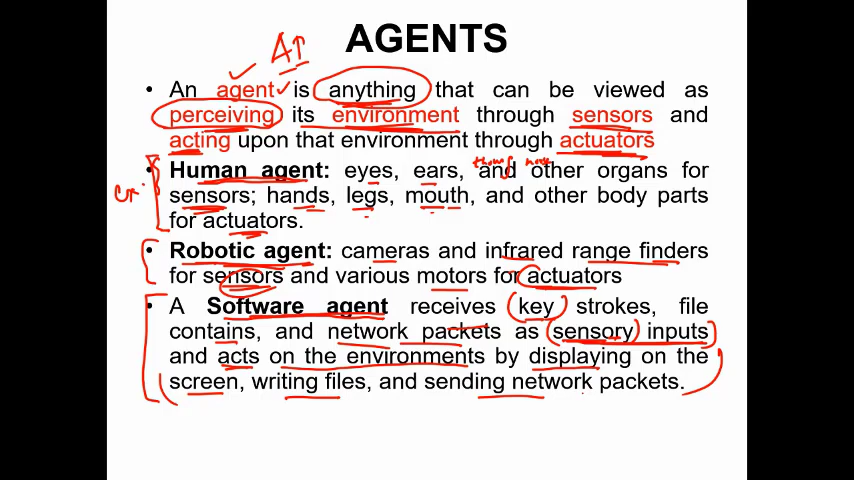 AGENTS
• An agent is anything that can be viewed as
perceiving its environment through sensors and
acting upon that environment through actuators
• Human agent: eyes, ears, and other organs for
sensors; hands, legs, mouth, and other body parts
for actuators.
• Robotic agent: cameras and infrared range finders
for sensors and various motors for actuators
• A Software agent receives key strokes, file
contains, and network packets as sensory inputs
and acts on the environments by displaying on the
screen, writing files, and sending network packets.